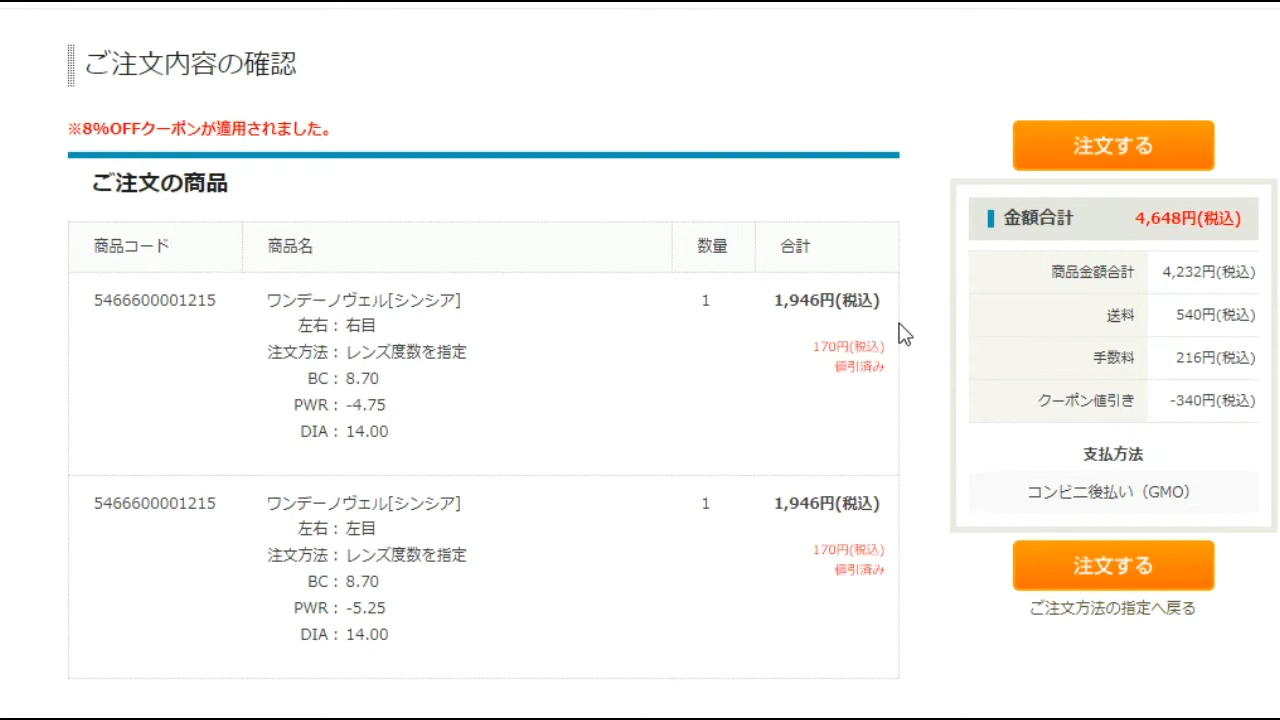 ご注文内容の確認
※8%OFFクーポンが適用されました。
ご注文の商品
商品コード 商品名 数量 合計
5466600001215 ワンデーノヴェル[シンシア] 1 1,946円(税込)
左右： 右目
170円(税込)
注文方法： レンズ度数を指定
値引済み
BC： 8.70
PWR： -4.75
DIA： 14.00
5466600001215 ワンデーノヴェル[シンシア] 1 1,946円(税込)
左右： 左目
170円(税込)
注文方法： レンズ度数を指定
値引済み
BC： 8.70
PWR： -5.25
DIA： 14.00
注文する
金額合計 4,648円(税込)
商品金額合計 4,232円(税込)
送料 540円(税込)
手数料 216円(税込)
クーポン値引き -340円(税込)
支払方法
コンビニ後払い（GMO）
注文する
ご注文方法の指定へ戻る